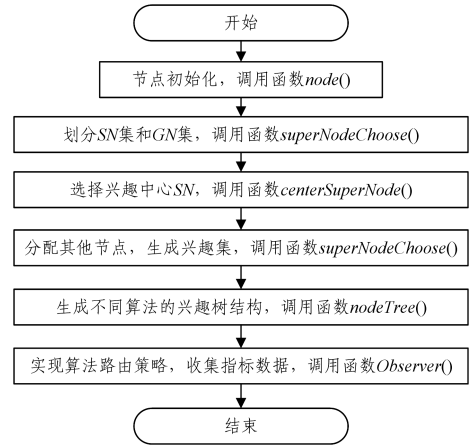 开始
节点初始化，调用函数node()
划分SN集和GN集，调用函数superNodeChoose()
选择兴趣中心SN，调用函数centerSuperNode()
分配其他节点，生成兴趣集，调用函数superNodeChoose()
生成不同算法的兴趣树结构，调用函数nodeTree()
实现算法路由策略，收集指标数据，调用函数Observer()
结束